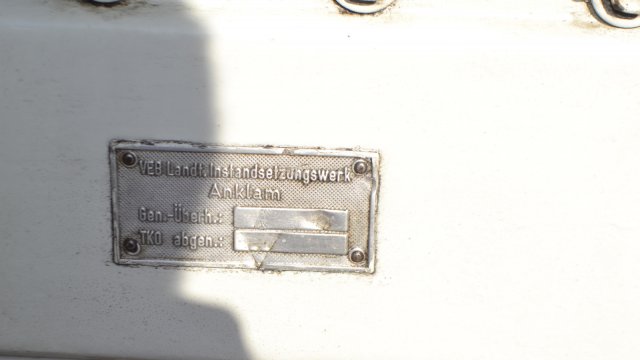 VEB Landt. Instandsetzungswerk
Anklam
Gen.-Überh.:
TKO abgen.: